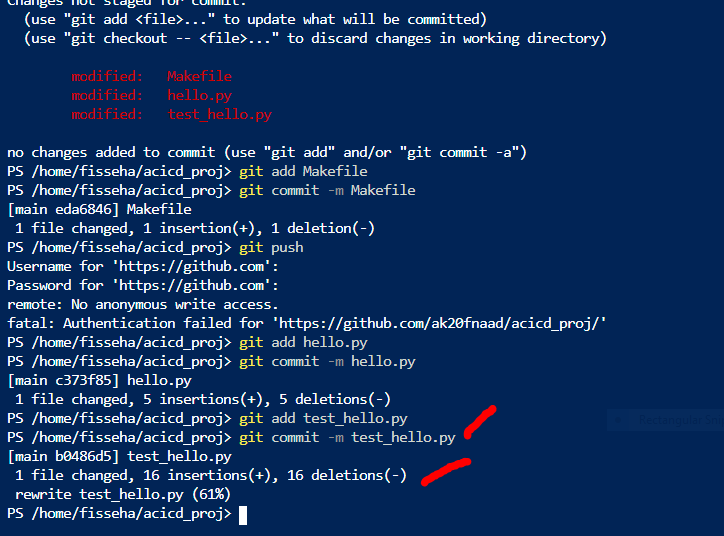 Changes not staged for commit:
(use "git add <file>..." to update what will be committed)
(use "git checkout -- <file>..." to discard changes in working directory)
modified: Makefile
modified: hello.py
modified: test_hello.py
no changes added to commit (use "git add" and/or "git commit -a")
PS /home/fisseha/acicd_proj> git add Makefile
PS /home/fisseha/acicd_proj> git commit -m Makefile
[main eda6846] Makefile
1 file changed, 1 insertion(+), 1 deletion(-)
PS /home/fisseha/acicd_proj> git push
Username for 'https://github.com':
Password for 'https://github.com':
remote: No anonymous write access.
fatal: Authentication failed for 'https://github.com/ak20fnaad/acicd_proj/'
PS /home/fisseha/acicd_proj> git add hello.py
PS /home/fisseha/acicd_proj> git commit -m hello.py
[main c373f85] hello.py
1 file changed, 5 insertions(+), 5 deletions(-)
PS /home/fisseha/acicd_proj> git add test_hello.py
PS /home/fisseha/acicd_proj> git commit -m test_hello.py
[main b0486d5] test_hello.py
1 file changed, 16 insertions(+), 16 deletions(-)
rewrite test_hello.py (61%)
PS /home/fisseha/acicd_proj>